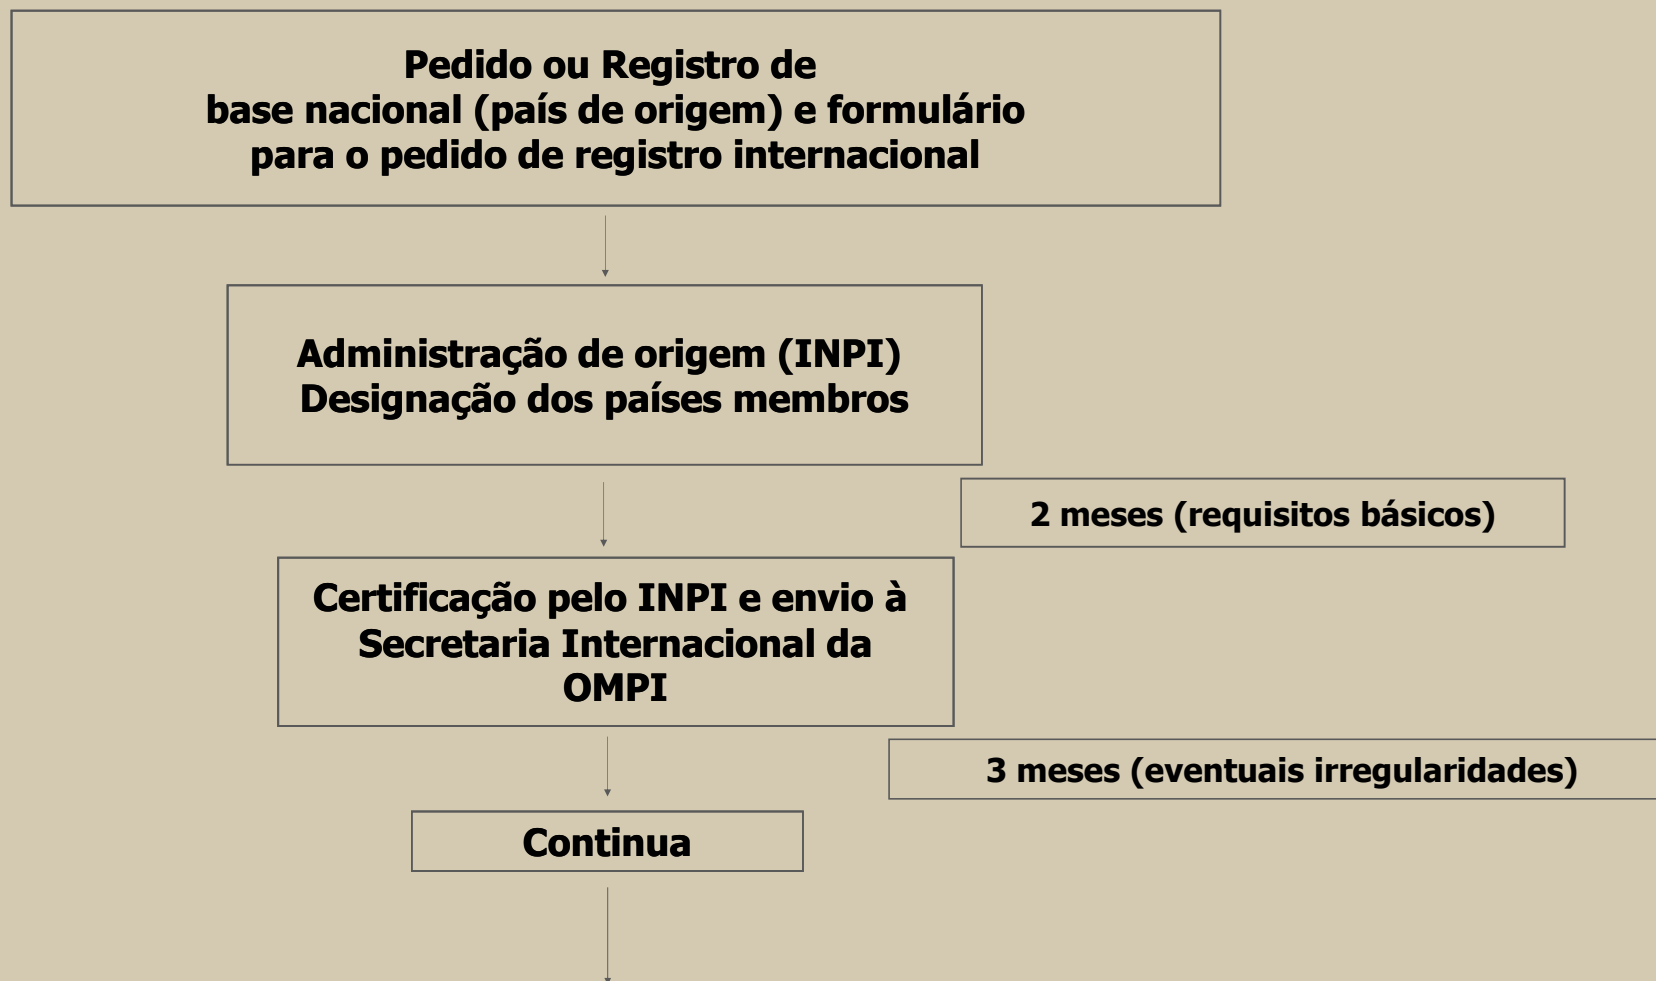 Pedido ou Registro de
base nacional (país de origem) e formulário
para o pedido de registro internacional
Administração de origem (INPI)
Designação dos países membros
2 meses (requisitos básicos)
Certificação pelo INPI e envio à
Secretaria Internacional da
OMPI
3 meses (eventuais irregularidades)
Continua